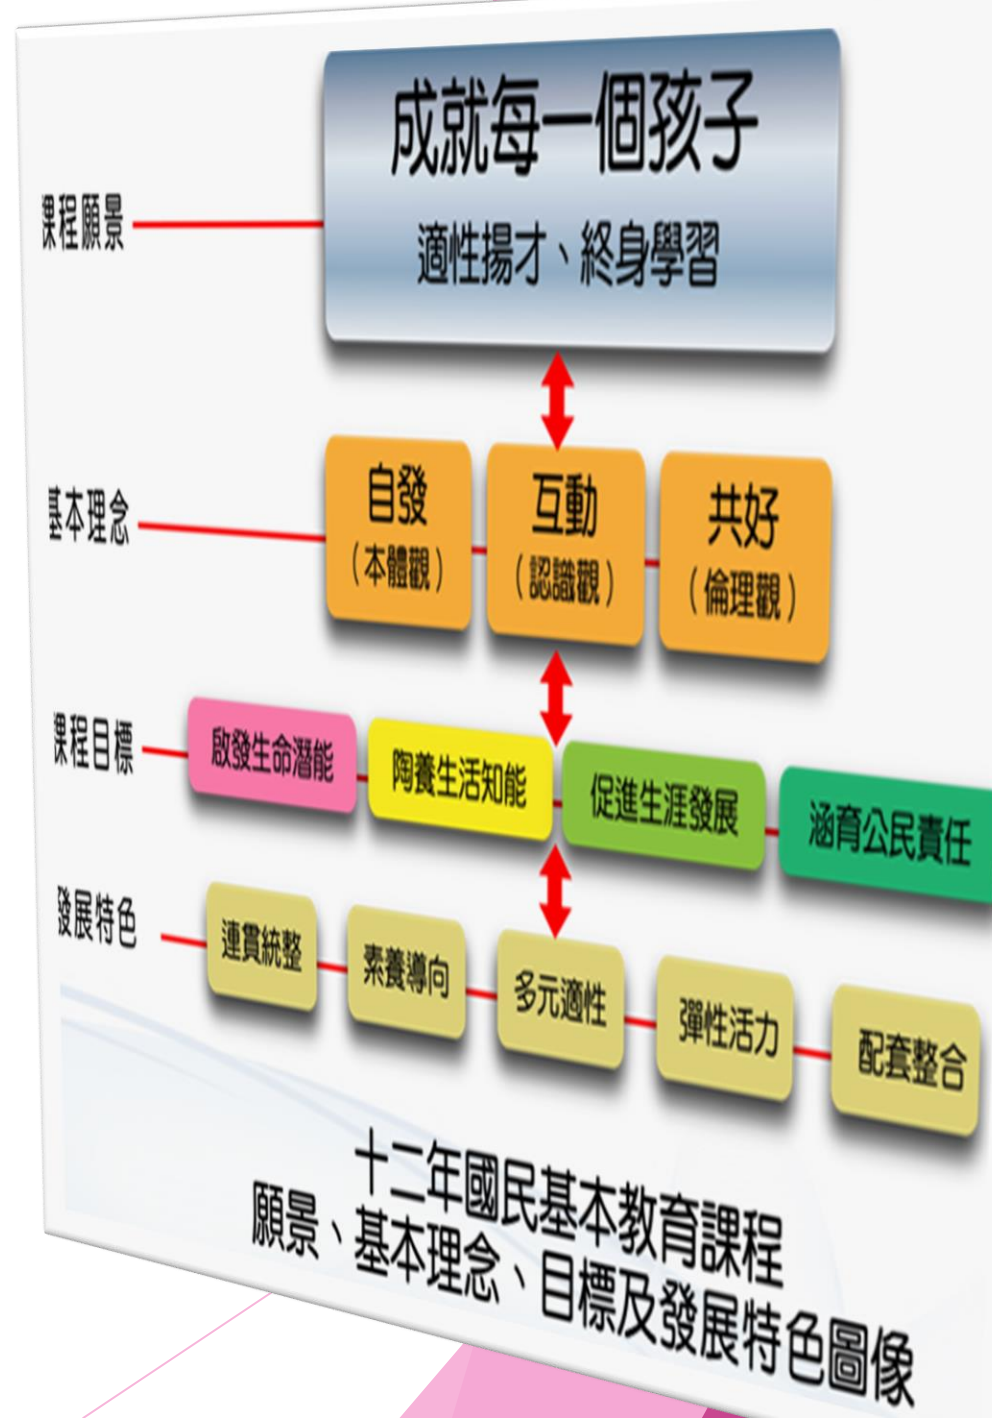 成就每一個孩子
適性揚才、終身學習
課程願景
基本理念
自發
（本體觀）
互動
（認識觀）
共好
（倫理觀）
課程目標
啟發生命潛能
陶養生活知能
促進生涯發展
涵育公民責任
發展特色
連貫統整
素養導向
多元適性
彈性活力
配套整合
十二年國民基本教育課程
願景、基本理念、目標及發展特色圖像